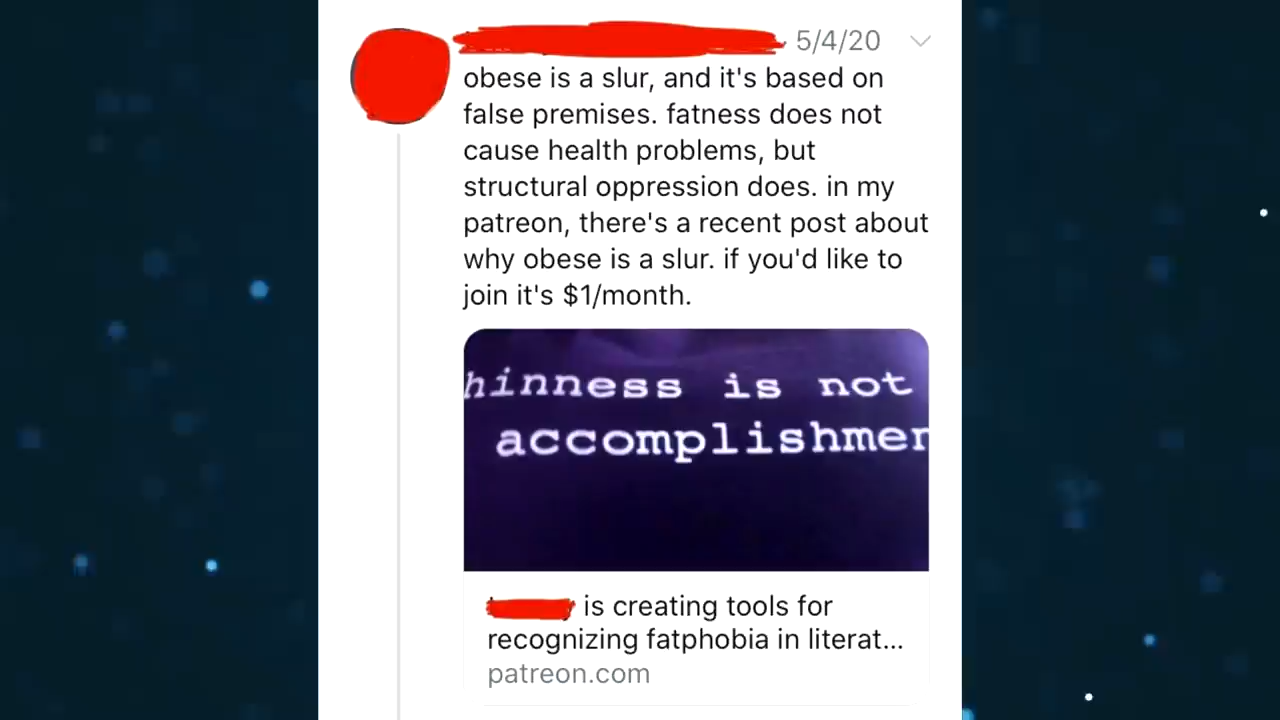 5/4/20
obese is a slur, and it's based on
false premises. fatness does not
cause health problems, but
structural oppression does. in my
patreon, there's a recent post about
why obese is a slur. if you'd like to
join it's $1/month.
hinness is not
accomplishmen
is creating tools for
recognizing fatphobia in literat...
patreon.com